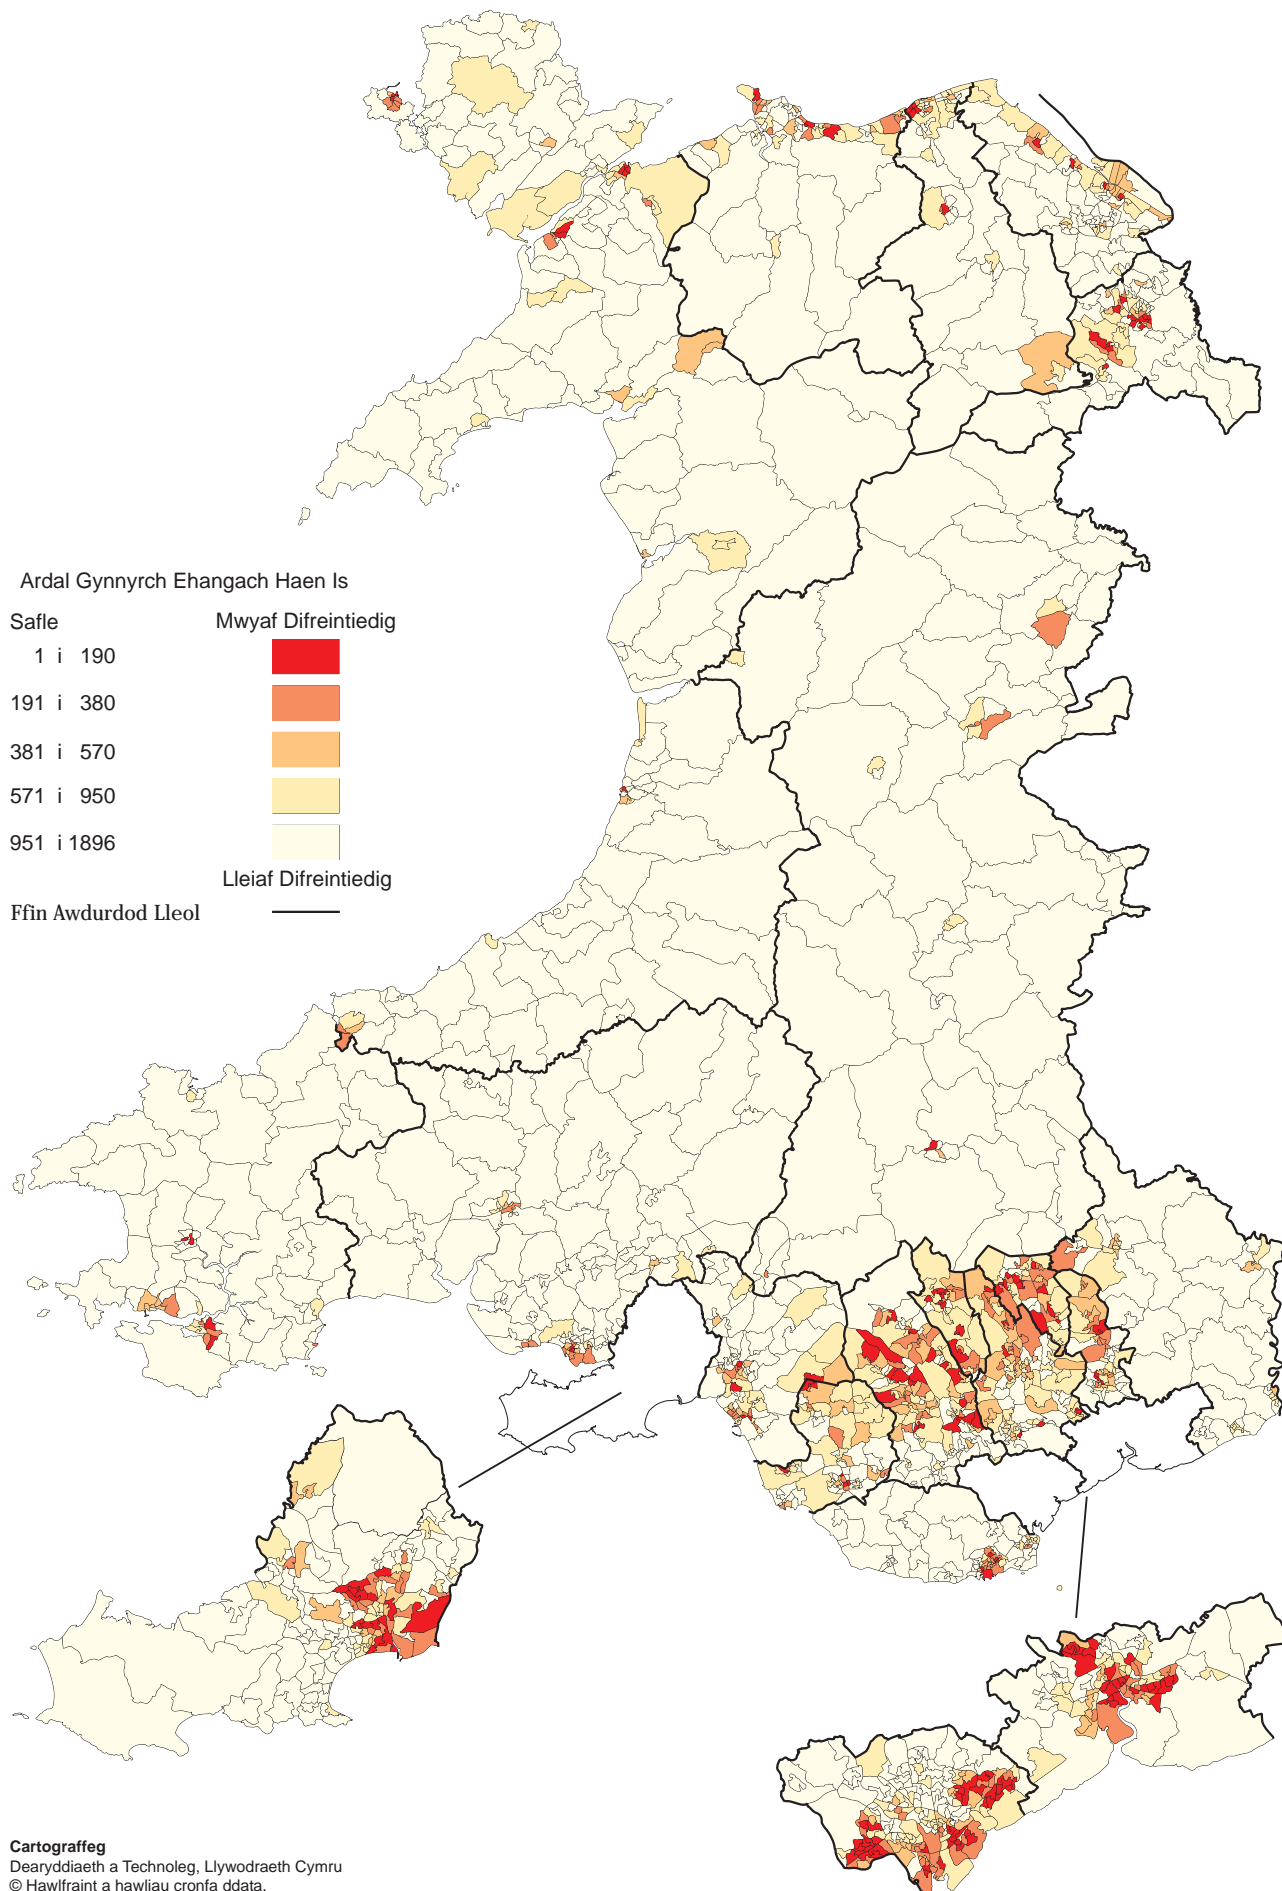 Ardal Gynnyrch Ehangach Haen Is
Safle Mwyaf Difreintiedig
1 i 190
191 i 380
381 i 570
571 i 950
951 i 1896
Lleiaf Difreintiedig
Ffin Awdurdod Lleol
Cartograffeg
Dearyddiaeth a Technoleg, Llywodraeth Cymru
© Hawlfraint a hawliau cronfa ddata.